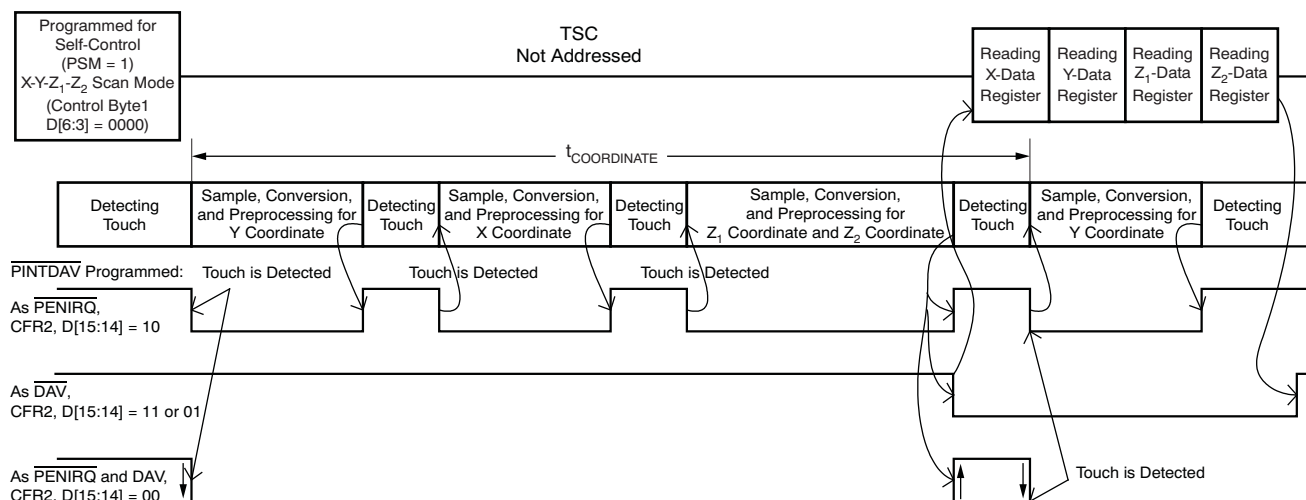 Programmed for
Self-Control
(PSM = 1)
X-Y-Z₁-Z₂ Scan Mode
(Control Byte1
D[6:3] = 0000)
TSC
Not Addressed
Reading
X-Data
Register
Reading
Y-Data
Register
Reading
Z₁-Data
Register
Reading
Z₂-Data
Register
tCOORDINATE
Detecting
Touch
Sample, Conversion,
and Preprocessing for
Y Coordinate
Detecting
Touch
Sample, Conversion,
and Preprocessing for
X Coordinate
Detecting
Touch
Sample, Conversion,
and Preprocessing for
Z₁ Coordinate and Z₂ Coordinate
Detecting
Touch
Sample, Conversion,
and Preprocessing for
Y Coordinate
Detecting
Touch
PINTDAV Programmed:
Touch is Detected
Touch is Detected
Touch is Detected
As PENIRQ,
CFR2, D[15:14] = 10
As DAV,
CFR2, D[15:14] = 11 or 01
As PENIRQ and DAV,
CFR2, D[15:14] = 00
Touch is Detected